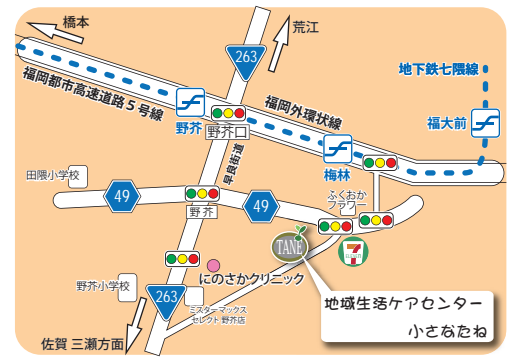 橋本
荒江
263
地下鉄七隈線
福岡都市高速道路5号線
福岡外環状線
野芥
野芥口
福大前
梅林
早良街道
田隈小学校
49
49
ふくおか
ファワー
野芥
TANE
7
にのさかクリニック
野芥小学校
263
ミスターマックス
セレクト 野芥店
地域生活ケアセンター
小さなたね
佐賀 三瀬方面